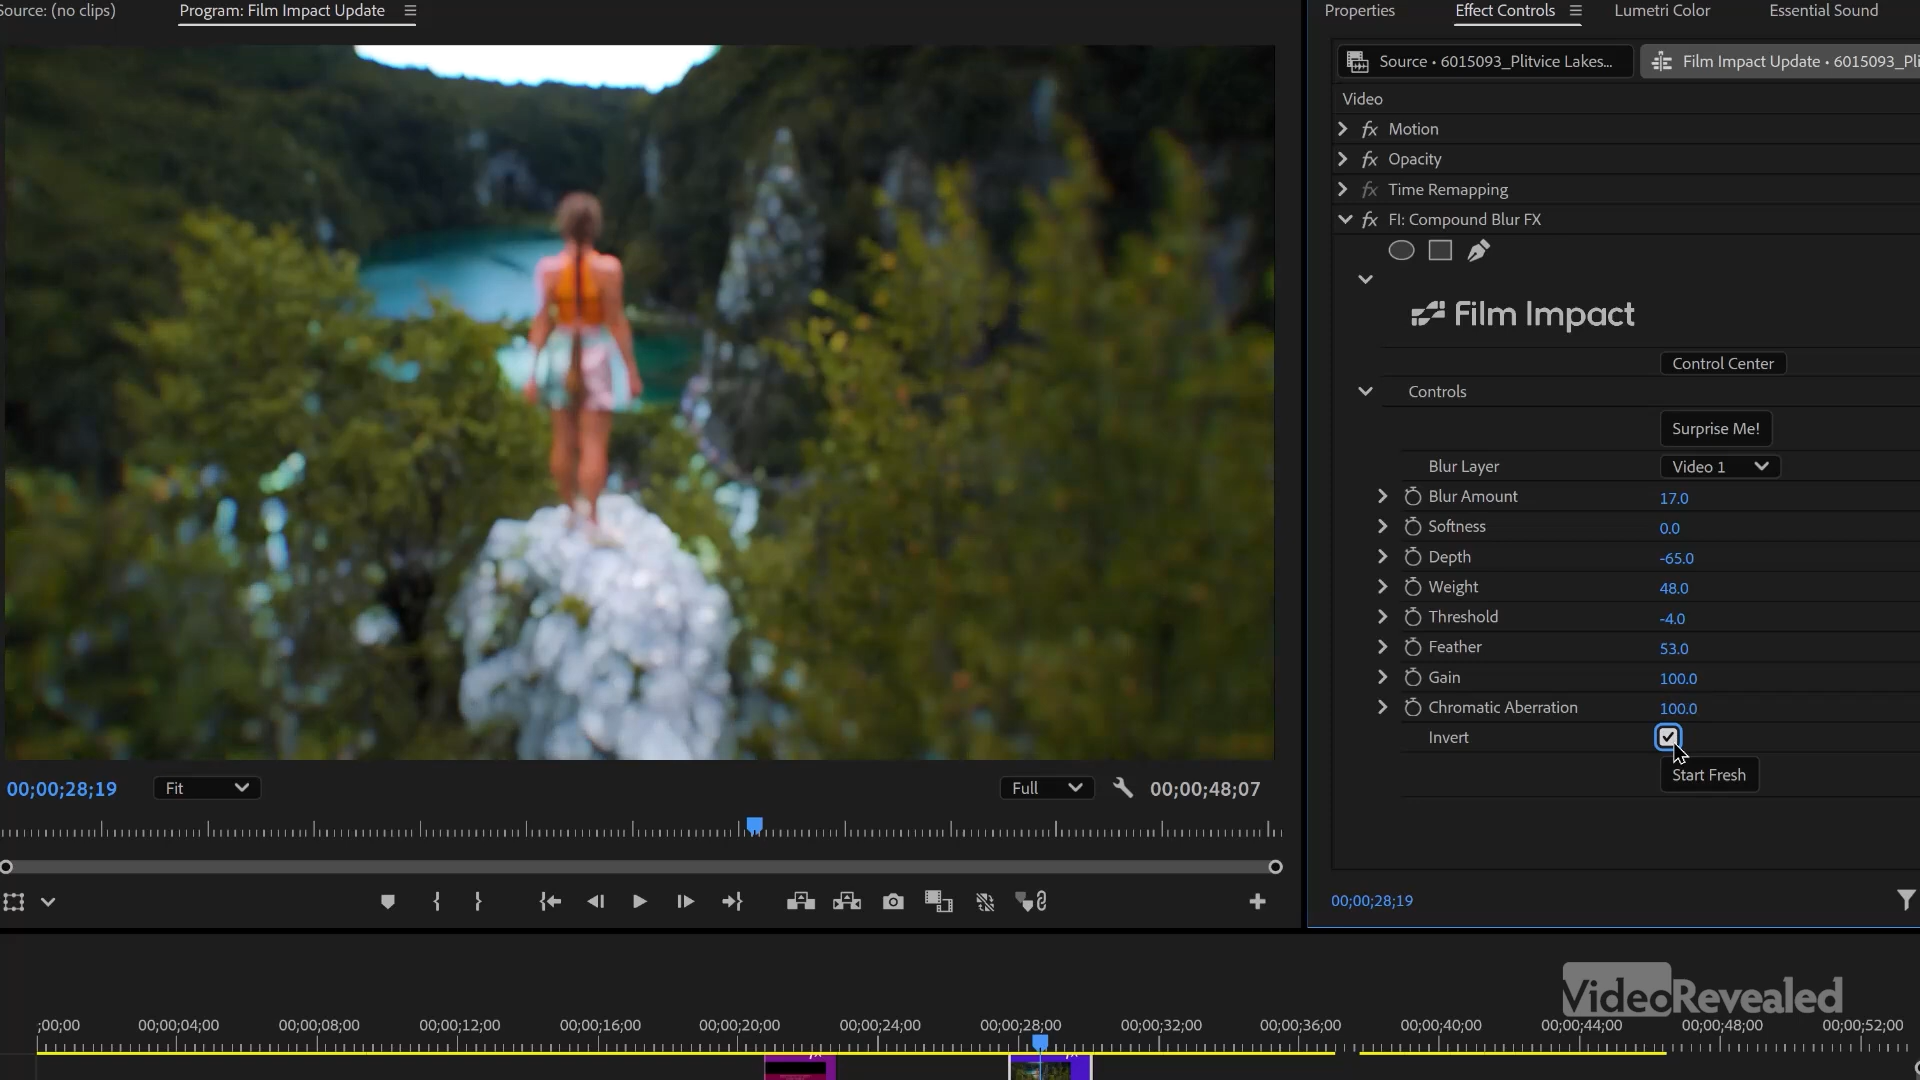 Source: (no clips)
Program: Film Impact Update
Properties
Effect Controls
Lumetri Color
Essential Sound
Source • 6015093_Plitvice Lakes...
Film Impact Update • 6015093_Pli
Video
fx Motion
fx Opacity
fx Time Remapping
fx FI: Compound Blur FX
Film Impact
Control Center
Controls
Surprise Me!
Blur Layer Video 1
Blur Amount 17.0
Softness 0.0
Depth -65.0
Weight 48.0
Threshold -4.0
Feather 53.0
Gain 100.0
Chromatic Aberration 100.0
Invert
Start Fresh
00;00;28;19
Fit
Full
00;00;48;07
00;00;28;19
VideoRevealed
;00;00 00;00;04;00 00;00;08;00 00;00;12;00 00;00;16;00 00;00;20;00 00;00;24;00 00;00;28;00 00;00;32;00 00;00;36;00 00;00;40;00 00;00;44;00 00;00;48;00 00;00;52;00